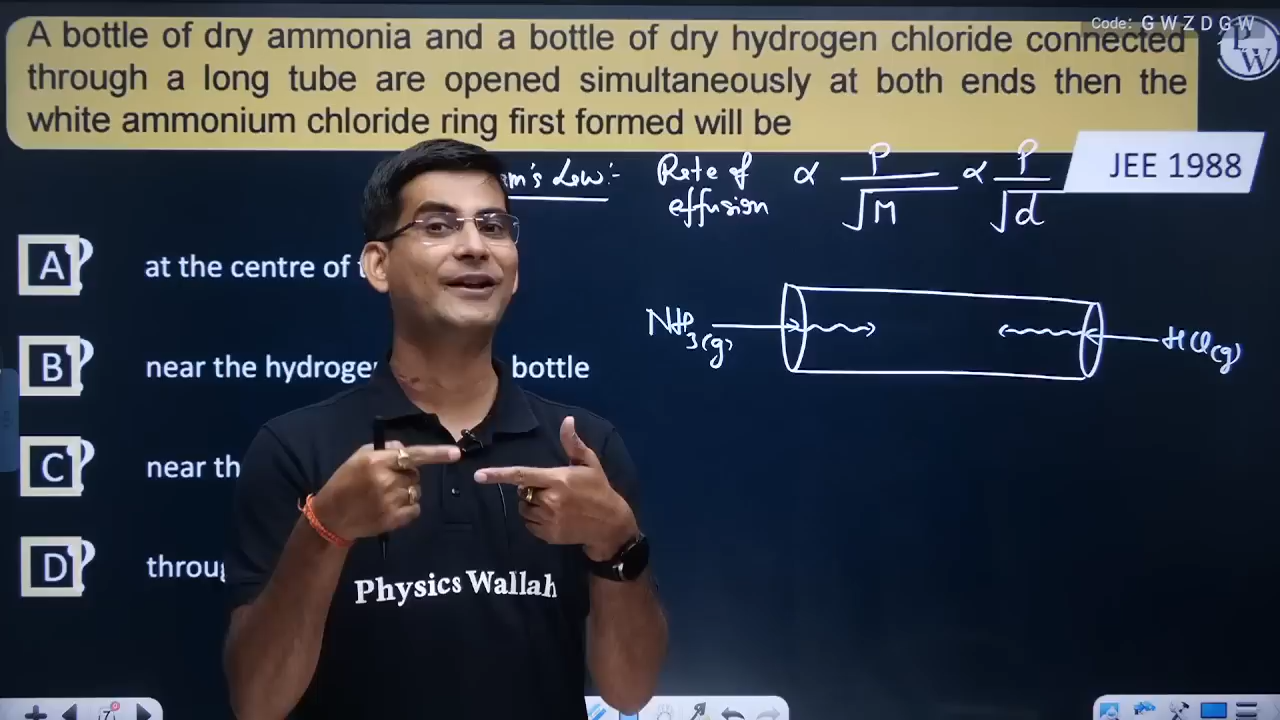 Code: G W Z D G W
A bottle of dry ammonia and a bottle of dry hydrogen chloride connected
through a long tube are opened simultaneously at both ends then the
white ammonium chloride ring first formed will be
P
W
JEE 1988
m's Law :- Rate of effusion ∝ P/√M ∝ P/√d
A? at the centre of
B? near the hydrogen bottle
C? near th
D? throug
NH3(g)
HCl(g)
Physics Wallah